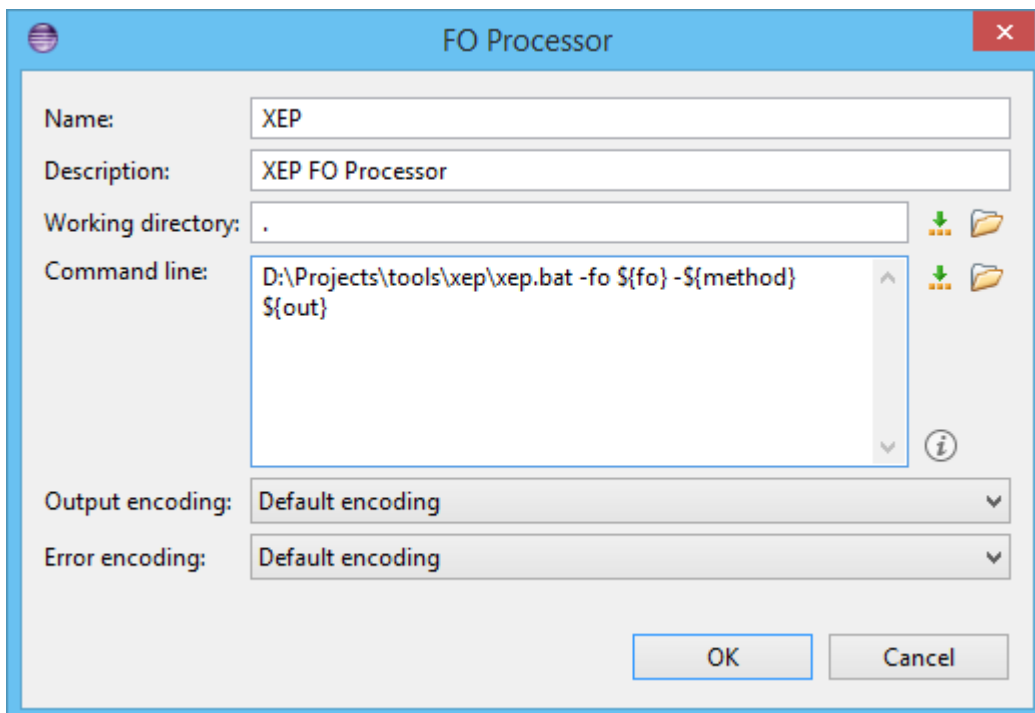 FO Processor
Name: XEP
Description: XEP FO Processor
Working directory: .
Command line: D:\Projects\tools\xep\xep.bat -fo ${fo} -${method}
${out}
Output encoding: Default encoding
Error encoding: Default encoding
OK Cancel